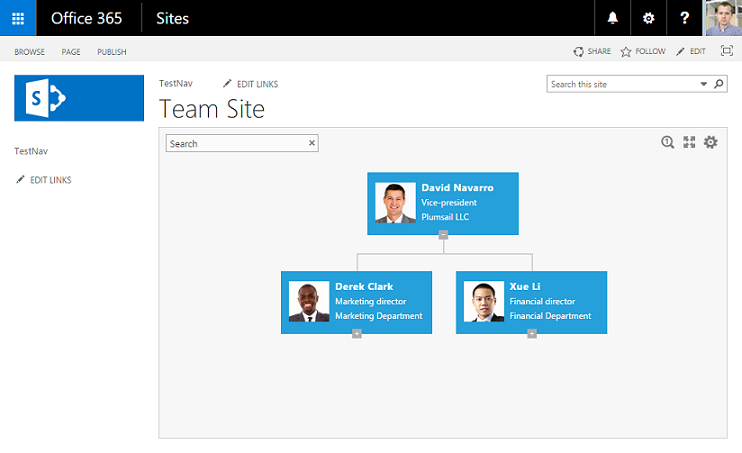 Office 365
Sites
?
BROWSE
PAGE
PUBLISH
SHARE
FOLLOW
EDIT
S
TestNav
EDIT LINKS
Search this site
Team Site
TestNav
EDIT LINKS
Search
1
David Navarro
Vice-president
Plumsail LLC
Derek Clark
Marketing director
Marketing Department
Xue Li
Financial director
Financial Department